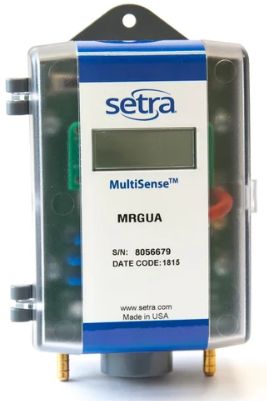 setra
MultiSense™
MRGUA
S/N: 8056679
DATE CODE:1815
www.setra.com
Made in USA